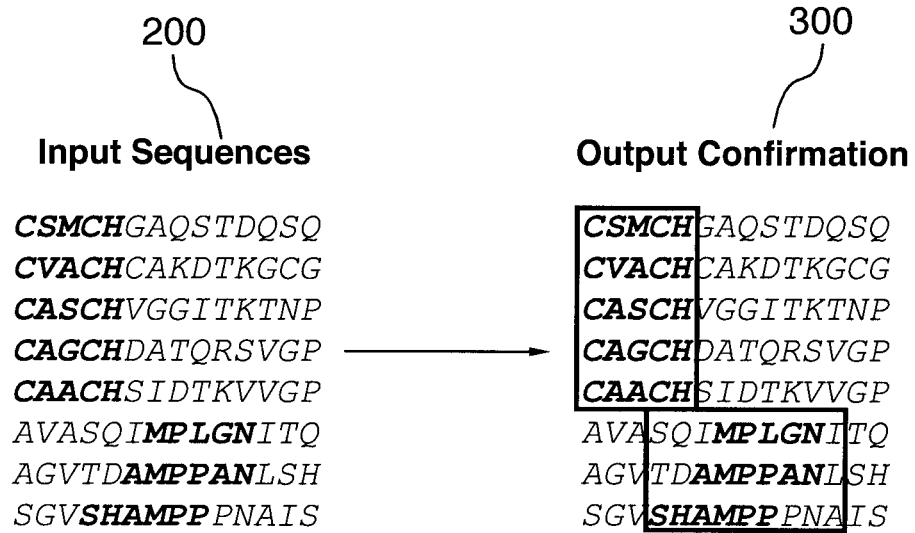 200
300
Input Sequences
Output Confirmation
CSMCHGAQSTDQSQ
CVACHCAKDTKGCG
CASCHVGGITKTNP
CAGCHDATQRSVGP
CAACHSIDTKVVGP
AVASQIMPLGNITQ
AGVTDAMPPANLSH
SGVSHAMPPPNAIS
CSMCHGAQSTDQSQ
CVACHCAKDTKGCG
CASCHVGGITKTNP
CAGCHDATQRSVGP
CAACHSIDTKVVGP
AVASQIMPLGNITQ
AGVTDAMPPANLSH
SGVSHAMPPPNAIS